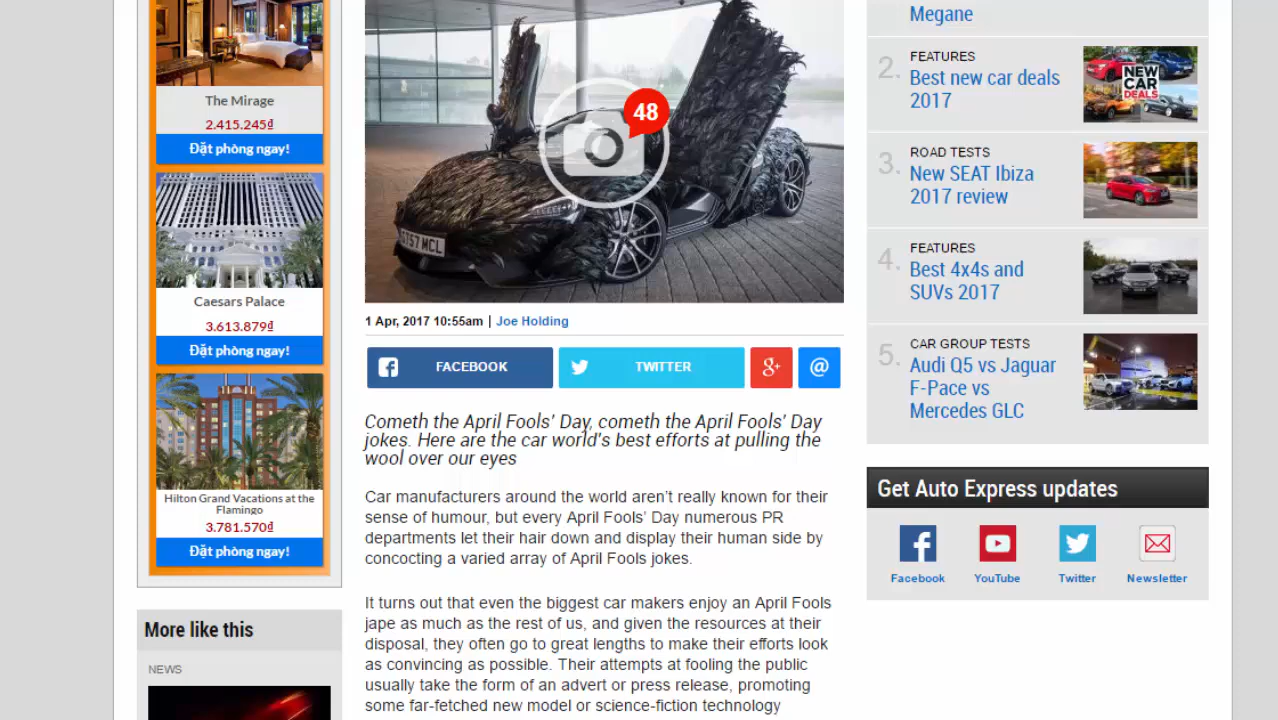 The Mirage
2.415.245₫
Đặt phòng ngay!
Caesars Palace
3.613.879₫
Đặt phòng ngay!
Hilton Grand Vacations at the
Flamingo
3.781.570₫
Đặt phòng ngay!
More like this
NEWS
48
ST57 MCL
1 Apr, 2017 10:55am | Joe Holding
FACEBOOK
TWITTER
g+
@
Cometh the April Fools' Day, cometh the April Fools' Day
jokes. Here are the car world's best efforts at pulling the
wool over our eyes
Car manufacturers around the world aren't really known for their
sense of humour, but every April Fools' Day numerous PR
departments let their hair down and display their human side by
concocting a varied array of April Fools jokes.
It turns out that even the biggest car makers enjoy an April Fools
jape as much as the rest of us, and given the resources at their
disposal, they often go to great lengths to make their efforts look
as convincing as possible. Their attempts at fooling the public
usually take the form of an advert or press release, promoting
some far-fetched new model or science-fiction technology
Megane
2.
FEATURES
Best new car deals
2017
NEW
CAR
DEALS
3.
ROAD TESTS
New SEAT Ibiza
2017 review
4.
FEATURES
Best 4x4s and
SUVs 2017
5.
CAR GROUP TESTS
Audi Q5 vs Jaguar
F-Pace vs
Mercedes GLC
Get Auto Express updates
Facebook
YouTube
Twitter
Newsletter